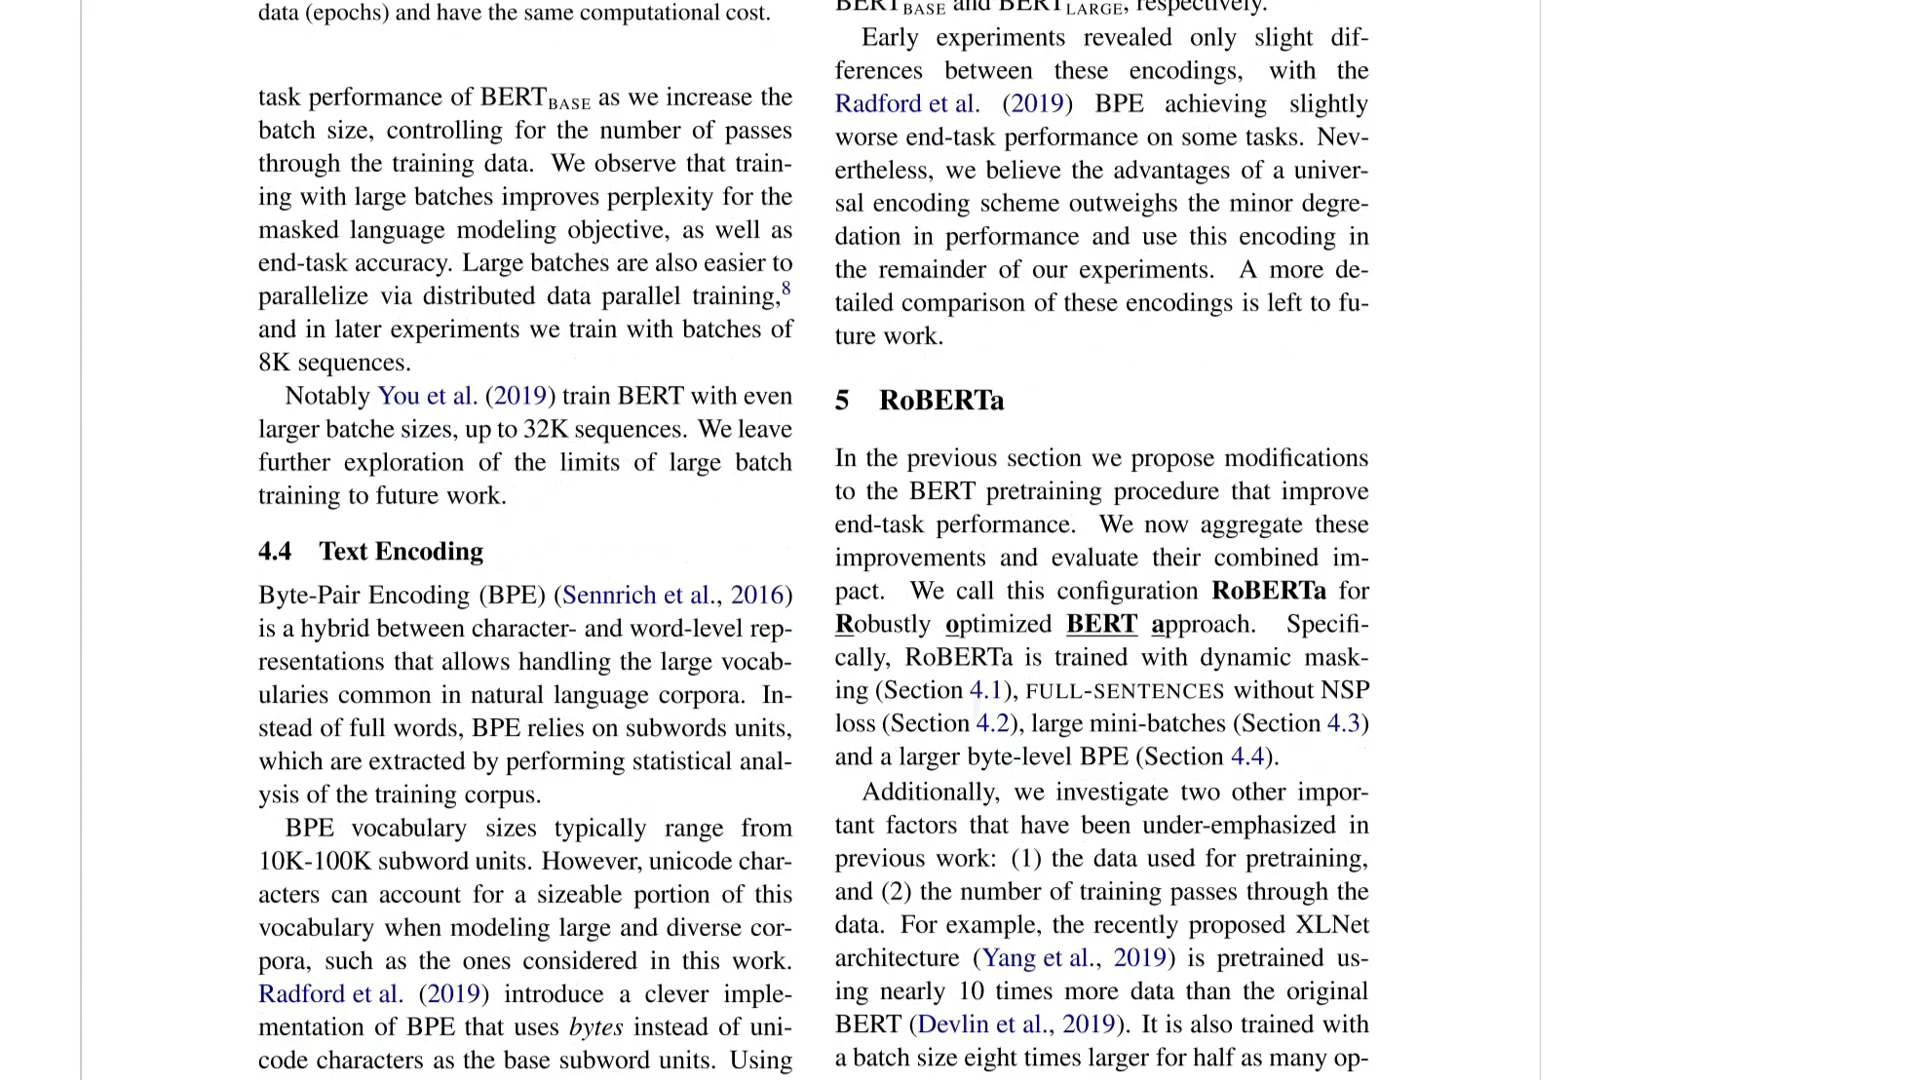 data (epochs) and have the same computational cost.
task performance of BERTBASE as we increase the
batch size, controlling for the number of passes
through the training data. We observe that train-
ing with large batches improves perplexity for the
masked language modeling objective, as well as
end-task accuracy. Large batches are also easier to
parallelize via distributed data parallel training,8
and in later experiments we train with batches of
8K sequences.
Notably You et al. (2019) train BERT with even
larger batche sizes, up to 32K sequences. We leave
further exploration of the limits of large batch
training to future work.
4.4 Text Encoding
Byte-Pair Encoding (BPE) (Sennrich et al., 2016)
is a hybrid between character- and word-level rep-
resentations that allows handling the large vocab-
ularies common in natural language corpora. In-
stead of full words, BPE relies on subwords units,
which are extracted by performing statistical anal-
ysis of the training corpus.
BPE vocabulary sizes typically range from
10K-100K subword units. However, unicode char-
acters can account for a sizeable portion of this
vocabulary when modeling large and diverse cor-
pora, such as the ones considered in this work.
Radford et al. (2019) introduce a clever imple-
mentation of BPE that uses bytes instead of uni-
code characters as the base subword units. Using
BERTBASE and BERTLARGE, respectively.
Early experiments revealed only slight dif-
ferences between these encodings, with the
Radford et al. (2019) BPE achieving slightly
worse end-task performance on some tasks. Nev-
ertheless, we believe the advantages of a univer-
sal encoding scheme outweighs the minor degre-
dation in performance and use this encoding in
the remainder of our experiments. A more de-
tailed comparison of these encodings is left to fu-
ture work.
5 RoBERTa
In the previous section we propose modifications
to the BERT pretraining procedure that improve
end-task performance. We now aggregate these
improvements and evaluate their combined im-
pact. We call this configuration RoBERTa for
Robustly optimized BERT approach. Specifi-
cally, RoBERTa is trained with dynamic mask-
ing (Section 4.1), FULL-SENTENCES without NSP
loss (Section 4.2), large mini-batches (Section 4.3)
and a larger byte-level BPE (Section 4.4).
Additionally, we investigate two other impor-
tant factors that have been under-emphasized in
previous work: (1) the data used for pretraining,
and (2) the number of training passes through the
data. For example, the recently proposed XLNet
architecture (Yang et al., 2019) is pretrained us-
ing nearly 10 times more data than the original
BERT (Devlin et al., 2019). It is also trained with
a batch size eight times larger for half as many op-